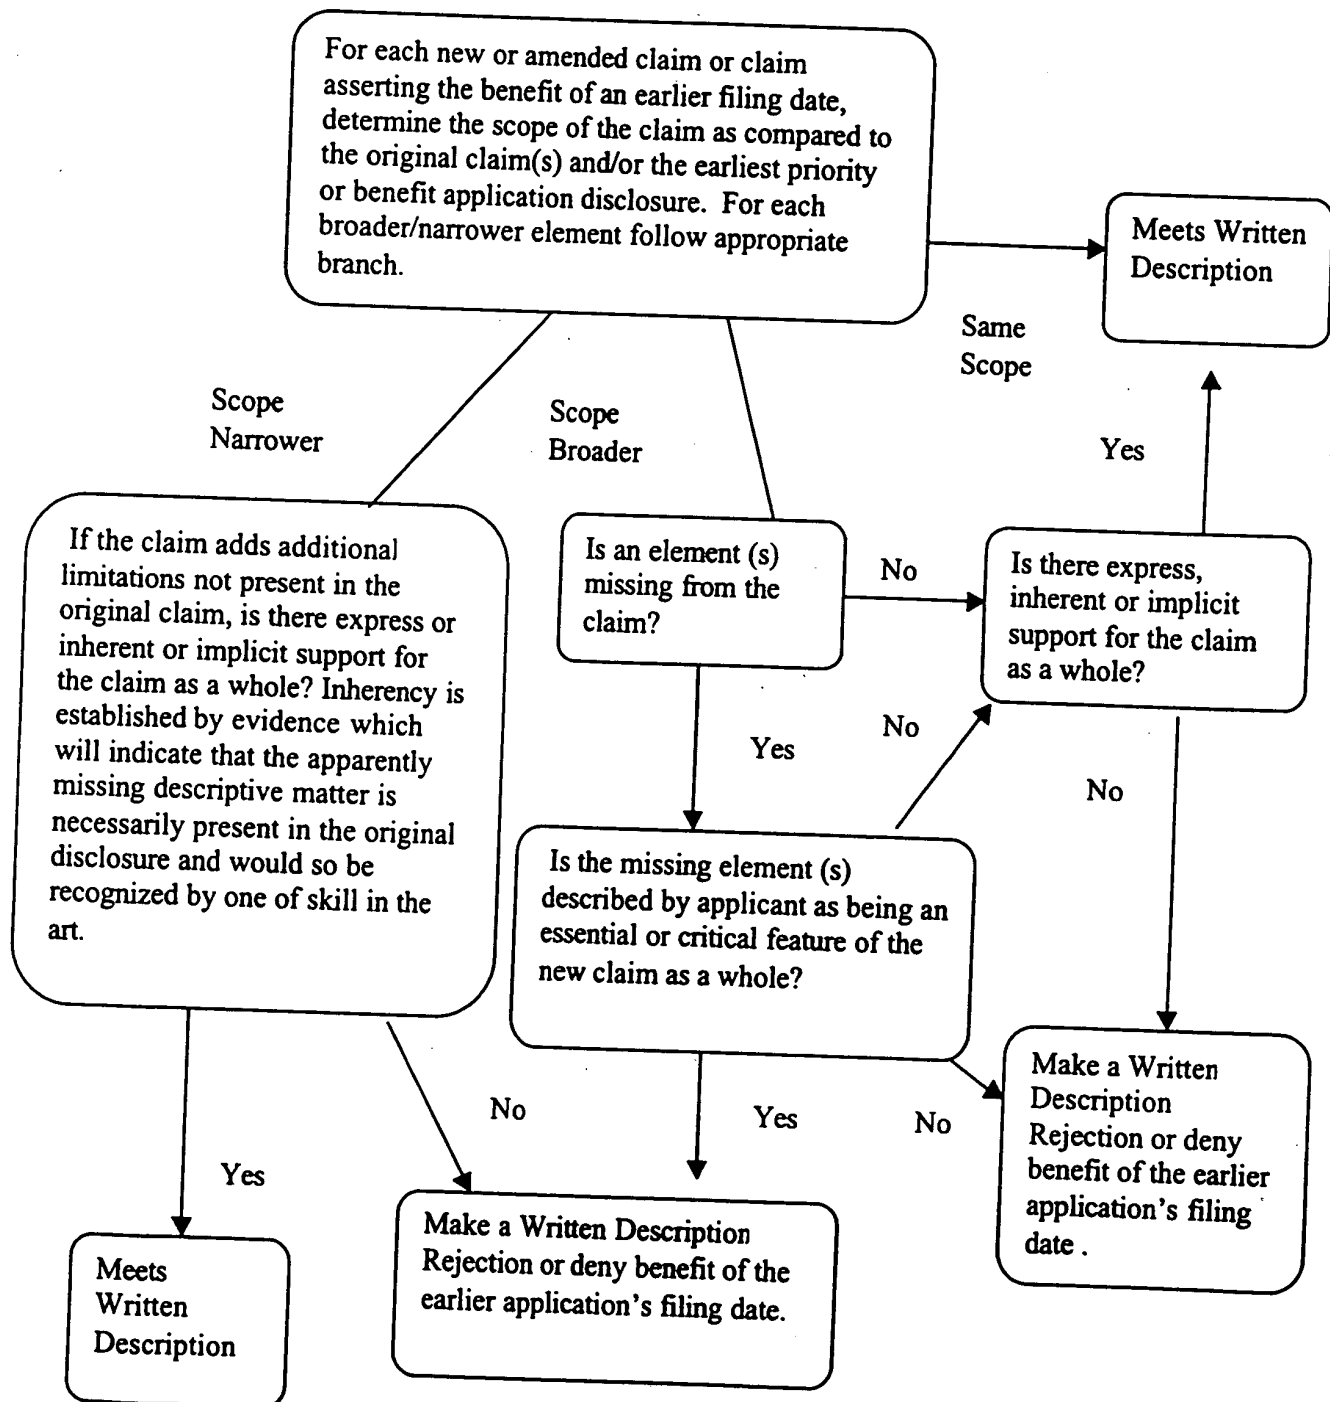 For each new or amended claim or claim
asserting the benefit of an earlier filing date,
determine the scope of the claim as compared to
the original claim(s) and/or the earliest priority
or benefit application disclosure. For each
broader/narrower element follow appropriate
branch.
Meets Written
Description
Same
Scope
Scope
Narrower
Scope
Broader
Yes
If the claim adds additional
limitations not present in the
original claim, is there express or
inherent or implicit support for
the claim as a whole? Inherency is
established by evidence which
will indicate that the apparently
missing descriptive matter is
necessarily present in the original
disclosure and would so be
recognized by one of skill in the
art.
Is an element (s)
missing from the
claim?
No
Is there express,
inherent or implicit
support for the claim
as a whole?
Yes
No
No
Is the missing element (s)
described by applicant as being an
essential or critical feature of the
new claim as a whole?
Yes
No
Make a Written
Description
Rejection or deny
benefit of the earlier
application's filing
date .
No
Yes
Meets
Written
Description
Make a Written Description
Rejection or deny benefit of the
earlier application's filing date.